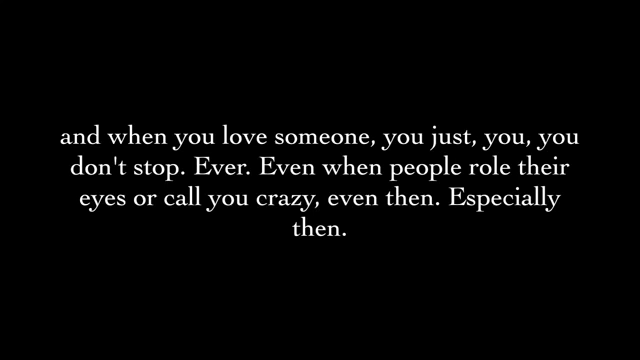 and when you love someone, you just, you, you
don't stop. Ever. Even when people role their
eyes or call you crazy, even then. Especially
then.